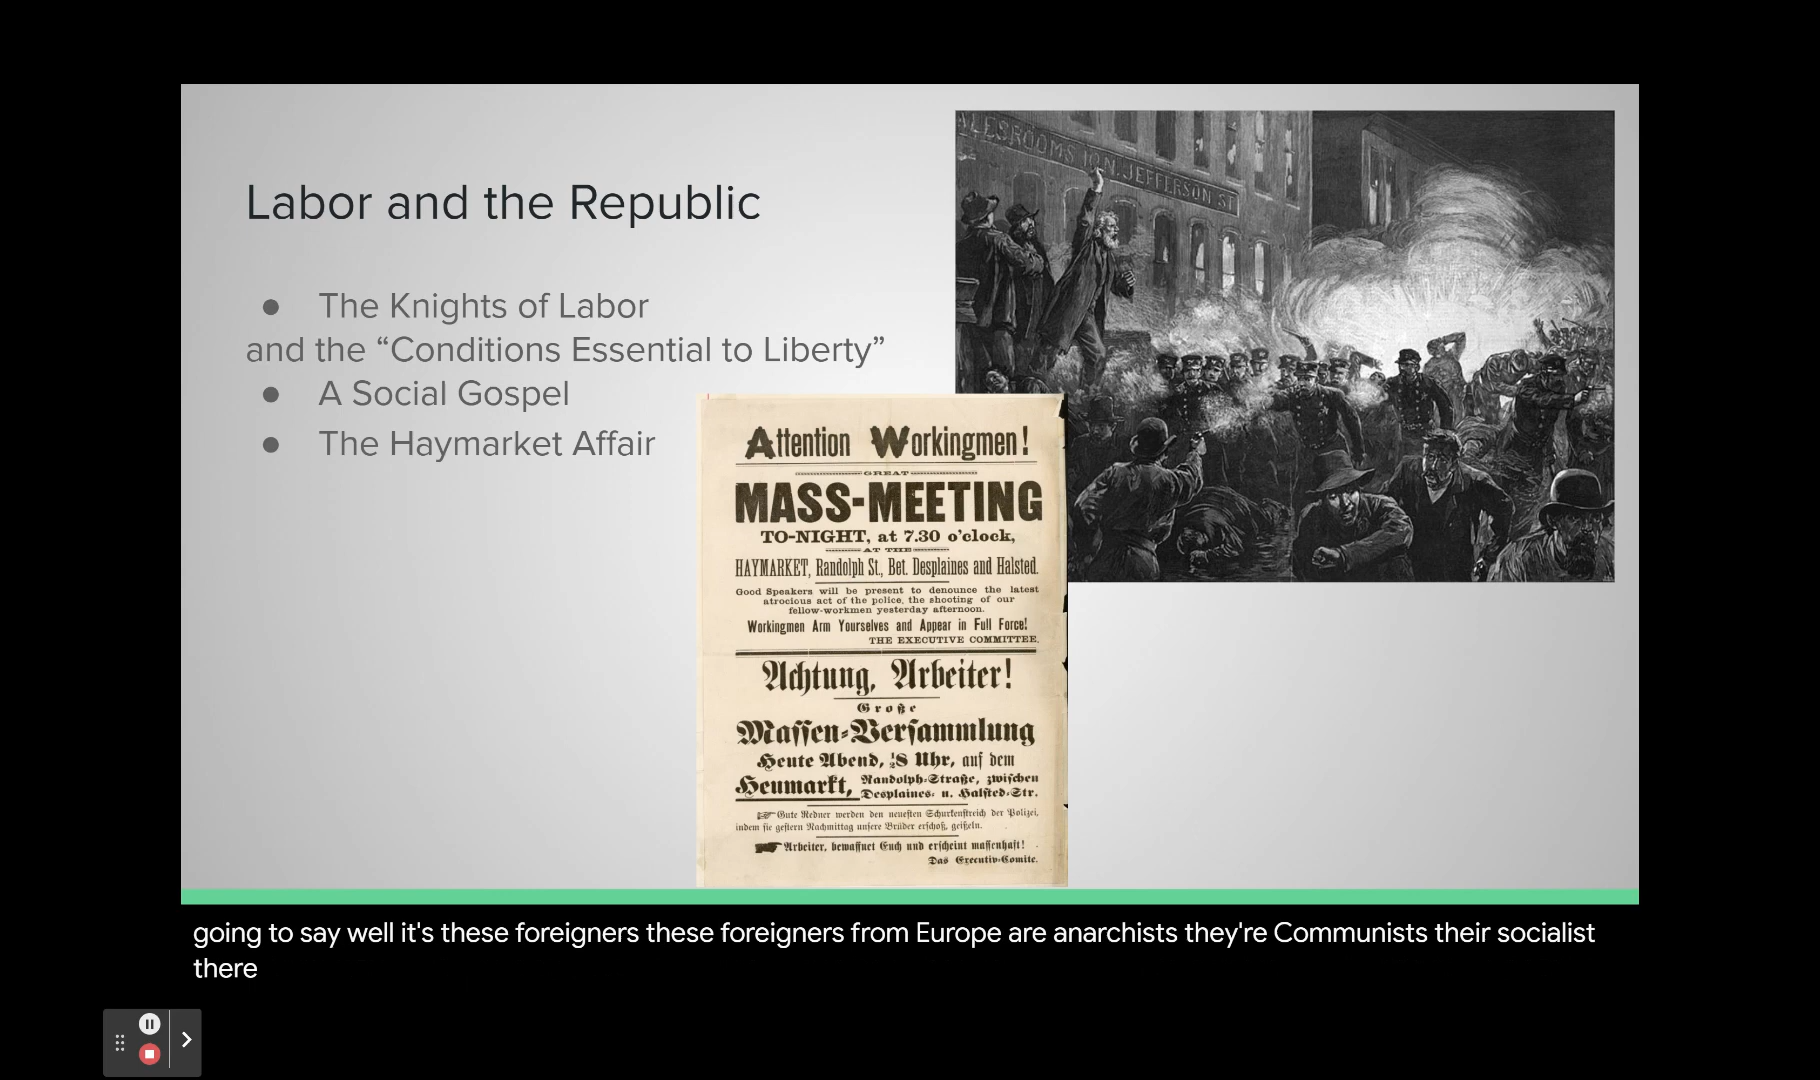 Labor and the Republic
● The Knights of Labor
and the “Conditions Essential to Liberty”
● A Social Gospel
● The Haymarket Affair
ALESROOMS 10 N. JEFFERSON ST
Attention Workingmen!
GREAT
MASS-MEETING
TO-NIGHT, at 7.30 o'clock,
AT THE
HAYMARKET, Randolph St., Bet. Desplaines and Halsted.
Good Speakers will be present to denounce the latest
atrocious act of the police, the shooting of our
fellow-workmen yesterday afternoon.
Workingmen Arm Yourselves and Appear in Full Force!
THE EXECUTIVE COMMITTEE.
Achtung, Arbeiter!
Große
Massen-Versammlung
Heute Abend, ½8 Uhr, auf dem
Heumarkt, Randolph-Straße, zwischen
Desplaines- u. Halsted-Str.
Gute Redner werden den neuesten Schurkenstreich der Polizei,
indem sie gestern Nachmittag unsere Brüder erschoß, geißeln.
Arbeiter, bewaffnet Euch und erscheint massenhaft!
Das Executiv-Comite.
going to say well it's these foreigners these foreigners from Europe are anarchists they're Communists their socialist
there